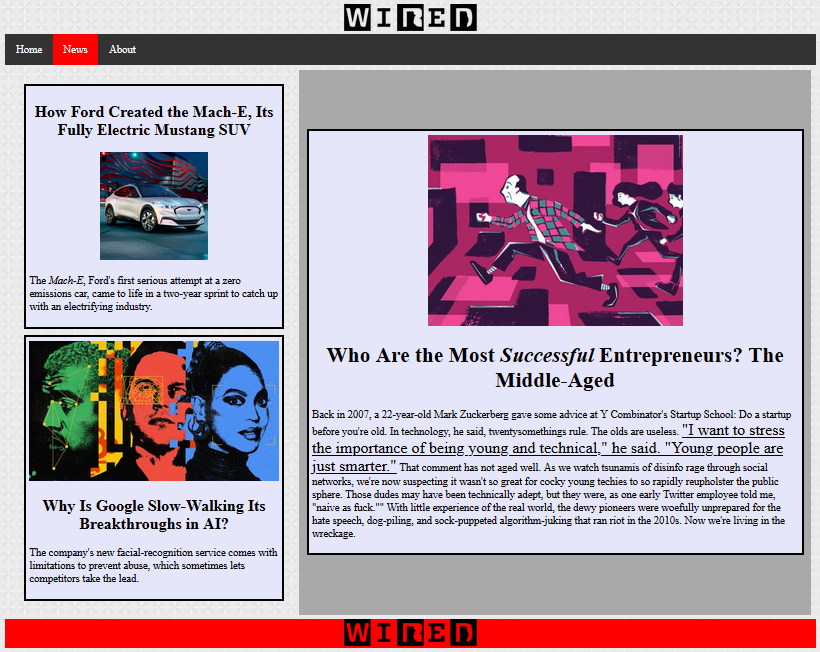 WIRED
Home News About
How Ford Created the Mach-E, Its
Fully Electric Mustang SUV
The Mach-E, Ford's first serious attempt at a zero
emissions car, came to life in a two-year sprint to catch up
with an electrifying industry.
Why Is Google Slow-Walking Its
Breakthroughs in AI?
The company's new facial-recognition service comes with
limitations to prevent abuse, which sometimes lets
competitors take the lead.
Who Are the Most Successful Entrepreneurs? The
Middle-Aged
Back in 2007, a 22-year-old Mark Zuckerberg gave some advice at Y Combinator's Startup School: Do a startup
before you're old. In technology, he said, twentysomethings rule. The olds are useless. "I want to stress
the importance of being young and technical," he said. "Young people are
just smarter." That comment has not aged well. As we watch tsunamis of disinfo rage through social
networks, we're now suspecting it wasn't so great for cocky young techies to so rapidly reupholster the public
sphere. Those dudes may have been technically adept, but they were, as one early Twitter employee told me,
"naive as fuck."" With little experience of the real world, the dewy pioneers were woefully unprepared for the
hate speech, dog-piling, and sock-puppeted algorithm-juking that ran riot in the 2010s. Now we're living in the
wreckage.
WIRED